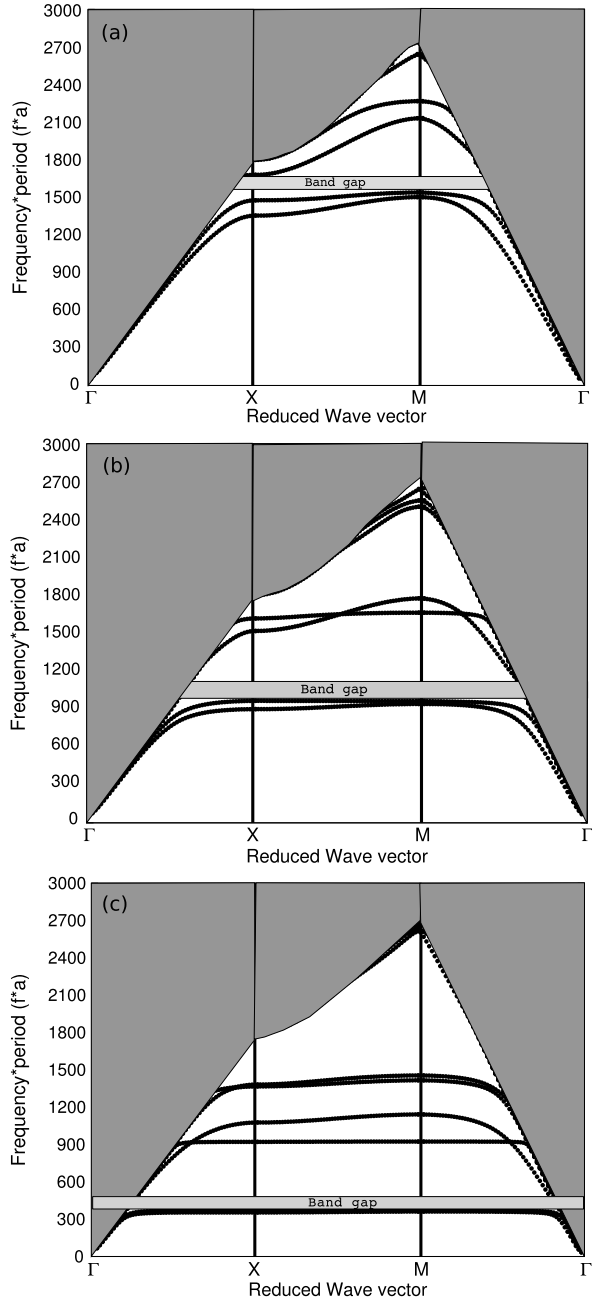 (a)
Frequency*period (f*a)
3000
2700
2400
2100
1800
1500
1200
900
600
300
0
Band gap
Γ X M Γ
Reduced Wave vector
(b)
Frequency*period (f*a)
3000
2700
2400
2100
1800
1500
1200
900
600
300
0
Band gap
Γ X M Γ
Reduced Wave vector
(c)
Frequency*period (f*a)
3000
2700
2400
2100
1800
1500
1200
900
600
300
0
Band gap
Γ X M Γ
Reduced Wave vector